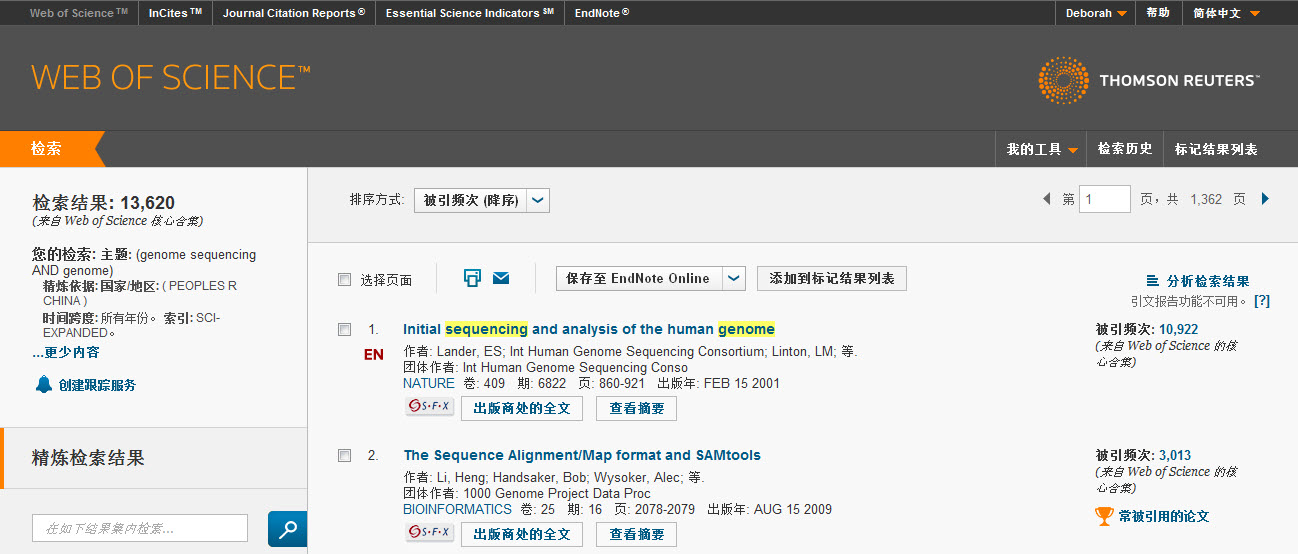 Web of Science ™ InCites ™ Journal Citation Reports ® Essential Science Indicators ℠ EndNote ® Deborah 帮助 简体中文
WEB OF SCIENCE™
THOMSON REUTERS™
检索 我的工具 检索历史 标记结果列表
检索结果: 13,620
(来自 Web of Science 核心合集)
您的检索: 主题: (genome sequencing
AND genome)
精炼依据: 国家/地区: ( PEOPLES R
CHINA )
时间跨度: 所有年份。 索引: SCI-
EXPANDED。
...更少内容
创建跟踪服务
精炼检索结果
在如下结果集内检索...
排序方式: 被引频次 (降序) 第 1 页，共 1,362 页
选择页面 保存至 EndNote Online 添加到标记结果列表
分析检索结果
引文报告功能不可用。 [?]
1. Initial sequencing and analysis of the human genome
EN
作者: Lander, ES; Int Human Genome Sequencing Consortium; Linton, LM; 等.
团体作者: Int Human Genome Sequencing Conso
NATURE 卷: 409 期: 6822 页: 860-921 出版年: FEB 15 2001
S·F·X 出版商处的全文 查看摘要
被引频次: 10,922
(来自 Web of Science 的核
心合集)
2. The Sequence Alignment/Map format and SAMtools
作者: Li, Heng; Handsaker, Bob; Wysoker, Alec; 等.
团体作者: 1000 Genome Project Data Proc
BIOINFORMATICS 卷: 25 期: 16 页: 2078-2079 出版年: AUG 15 2009
S·F·X 出版商处的全文 查看摘要
被引频次: 3,013
(来自 Web of Science 的核
心合集)
常被引用的论文